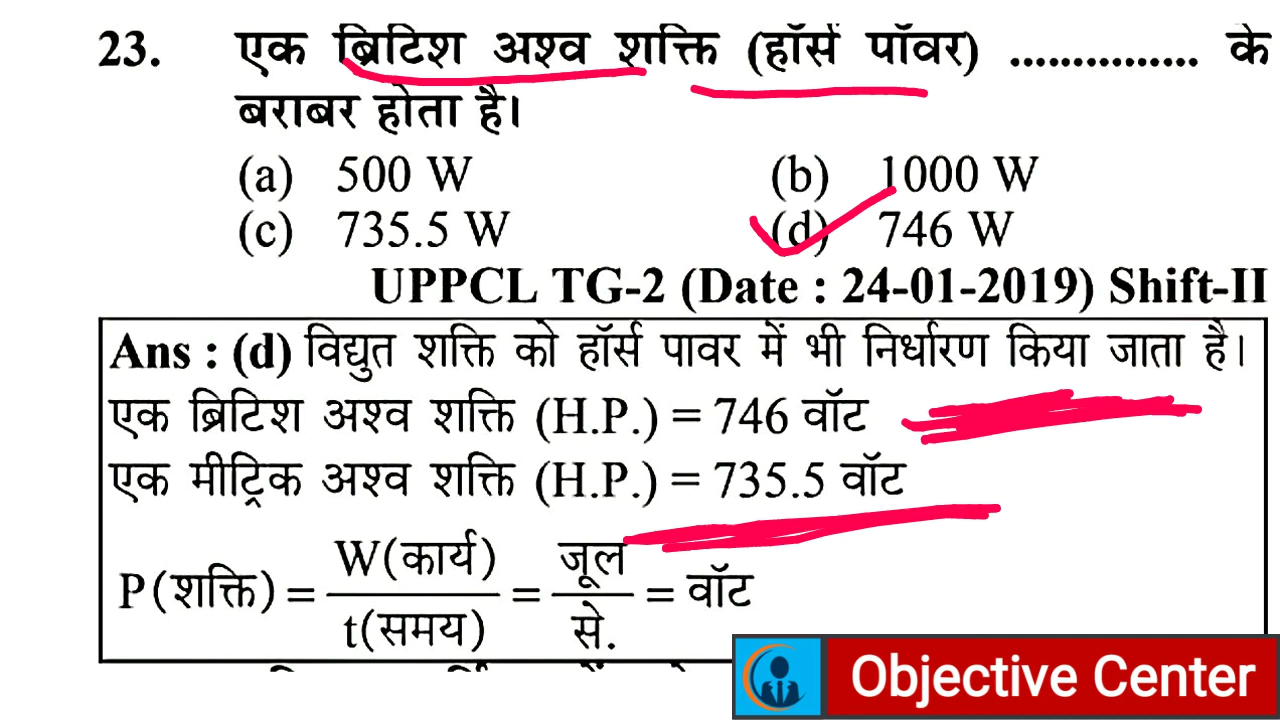 23. एक ब्रिटिश अश्व शक्ति (हॉर्स पॉवर) ............... के
बराबर होता है।
(a) 500 W (b) 1000 W
(c) 735.5 W (d) 746 W
UPPCL TG-2 (Date : 24-01-2019) Shift-II
Ans : (d) विद्युत शक्ति को हॉर्स पावर में भी निर्धारण किया जाता है।
एक ब्रिटिश अश्व शक्ति (H.P.) = 746 वॉट
एक मीट्रिक अश्व शक्ति (H.P.) = 735.5 वॉट
P(शक्ति) = W(कार्य) / t(समय) = जूल / से. = वॉट
Objective Center